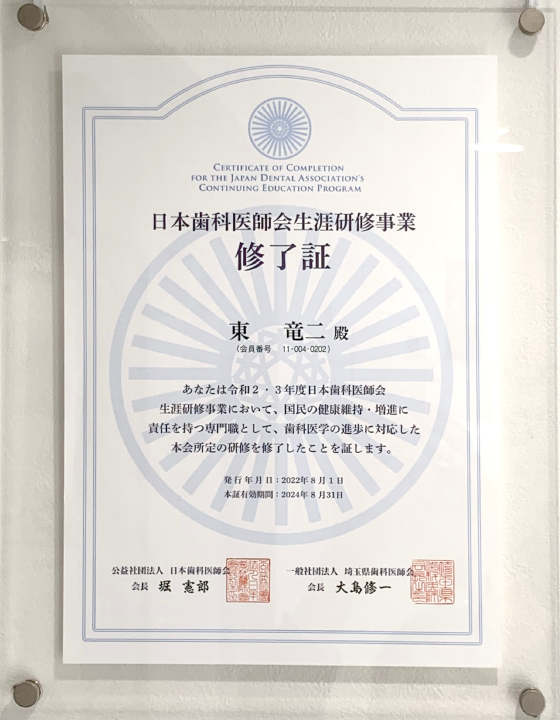 CERTIFICATE OF COMPLETION
FOR THE JAPAN DENTAL ASSOCIATION'S
CONTINUING EDUCATION PROGRAM
日本歯科医師会生涯研修事業
修了証
東　竜二 殿
(会員番号　11-004-0202)
あなたは令和2・3年度日本歯科医師会
生涯研修事業において、国民の健康維持・増進に
責任を持つ専門職として、歯科医学の進歩に対応した
本会所定の研修を修了したことを証します。
発行年月日：2022年8月1日
本証有効期間：2024年8月31日
公益社団法人 日本歯科医師会
会長 堀 憲郎
一般社団法人 埼玉県歯科医師会
会長 大島修一